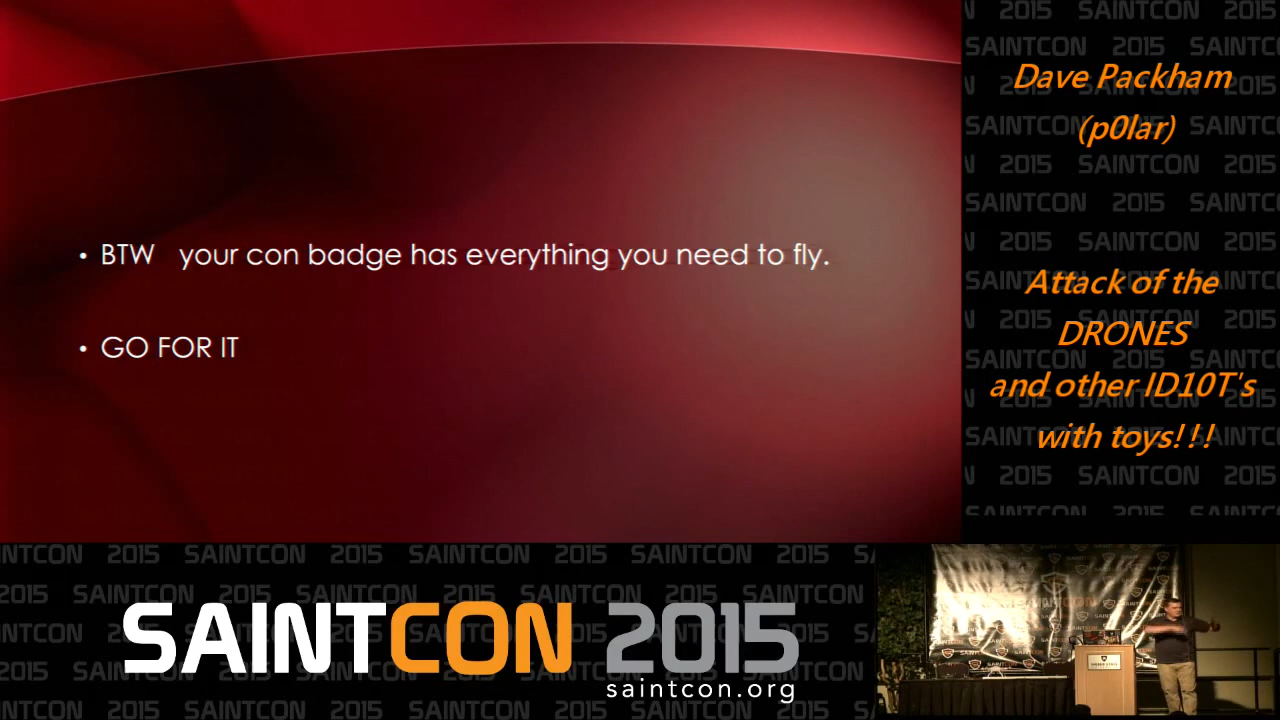 BTW your con badge has everything you need to fly.
GO FOR IT
Dave Packham
(p0lar)
Attack of the
DRONES
and other ID10T's
with toys!!!
SAINTCON 2015
saintcon.org